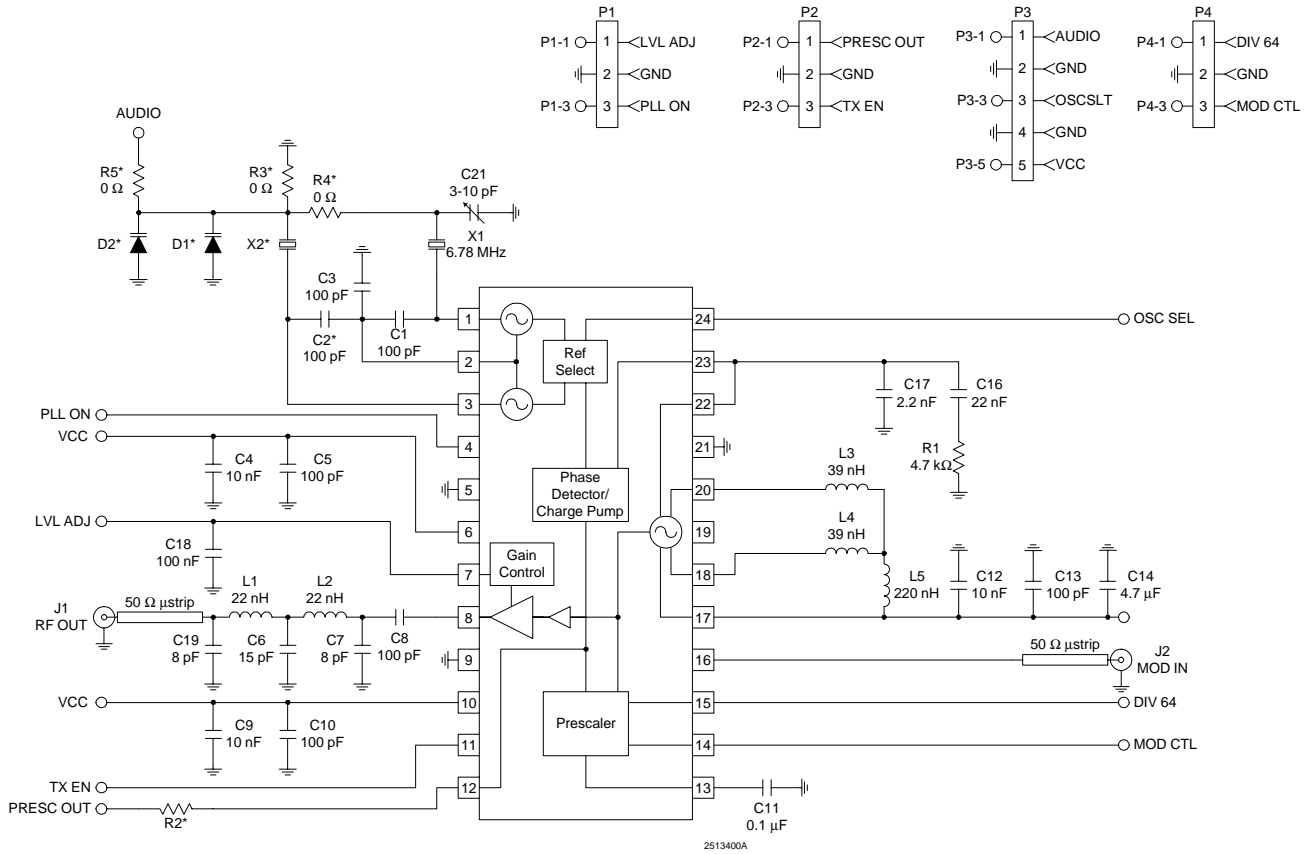 P1
P1-1 1 LVL ADJ
2 GND
P1-3 3 PLL ON
P2
P2-1 1 PRESC OUT
2 GND
P2-3 3 TX EN
P3
P3-1 1 AUDIO
2 GND
P3-3 3 OSCSLT
4 GND
P3-5 5 VCC
P4
P4-1 1 DIV 64
2 GND
P4-3 3 MOD CTL
AUDIO
R5*
0 Ω
R3*
0 Ω
R4*
0 Ω
C21
3-10 pF
D2*
D1*
X2*
X1
6.78 MHz
C3
100 pF
C2*
100 pF
C1
100 pF
1
2
3
4
5
6
7
8
9
10
11
12
24
23
22
21
20
19
18
17
16
15
14
13
Ref
Select
Phase
Detector/
Charge Pump
Gain
Control
Prescaler
OSC SEL
C17
2.2 nF
C16
22 nF
R1
4.7 kΩ
PLL ON
VCC
C4
10 nF
C5
100 pF
LVL ADJ
C18
100 nF
J1
RF OUT
50 Ω µstrip
L1
22 nH
L2
22 nH
C19
8 pF
C6
15 pF
C7
8 pF
C8
100 pF
L3
39 nH
L4
39 nH
L5
220 nH
C12
10 nF
C13
100 pF
C14
4.7 µF
50 Ω µstrip
J2
MOD IN
VCC
C9
10 nF
C10
100 pF
DIV 64
MOD CTL
TX EN
PRESC OUT
R2*
C11
0.1 µF
2513400A